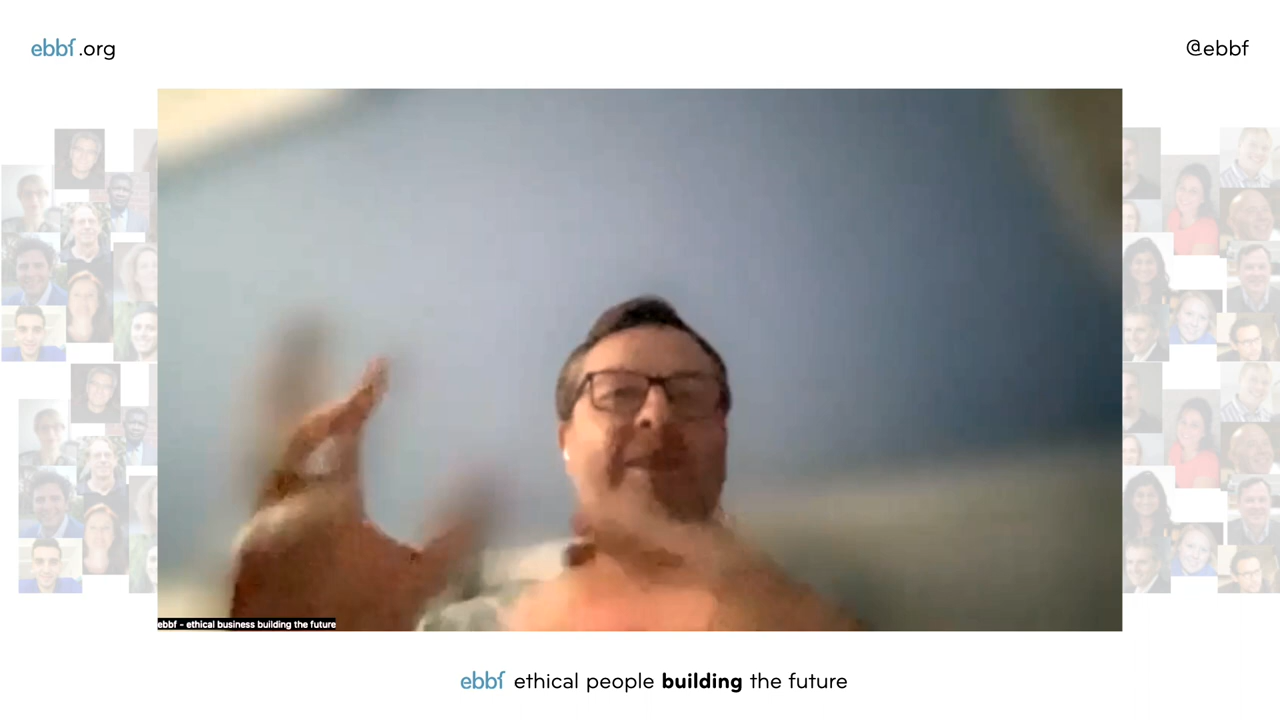 ebbf.org
@ebbf
ebbf - ethical business building the future
ebbf ethical people building the future